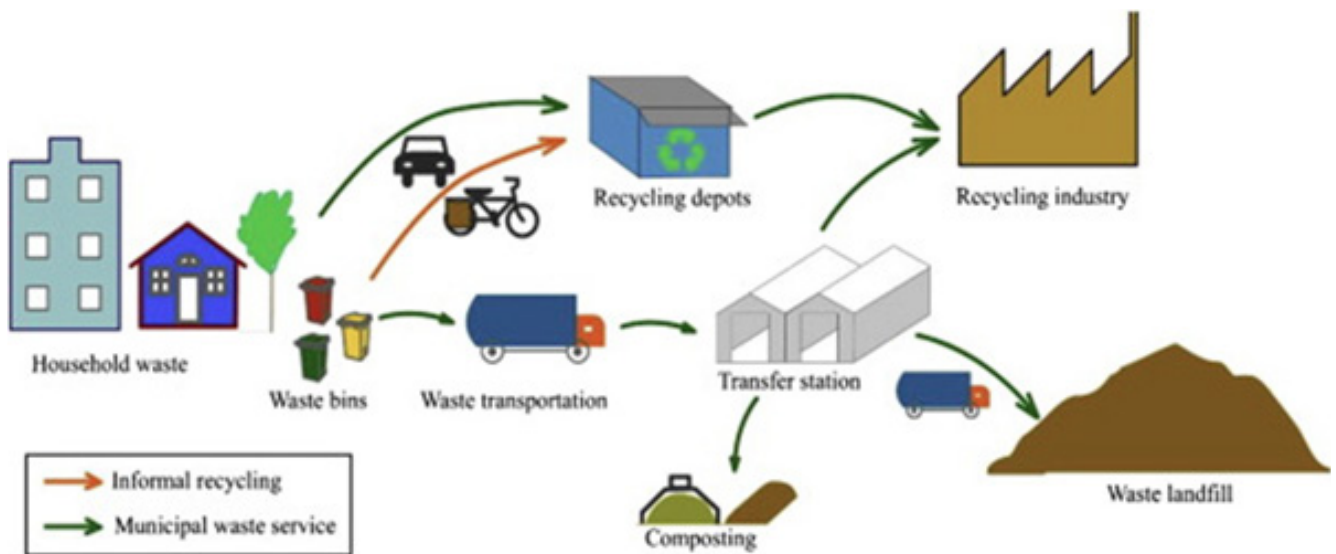 Recycling depots
Recycling industry
Household waste
Waste bins
Waste transportation
Transfer station
Waste landfill
Composting
Informal recycling
Municipal waste service